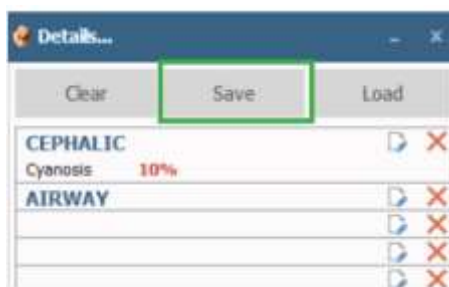 Details...
Clear Save Load
CEPHALIC
Cyanosis 10%
AIRWAY